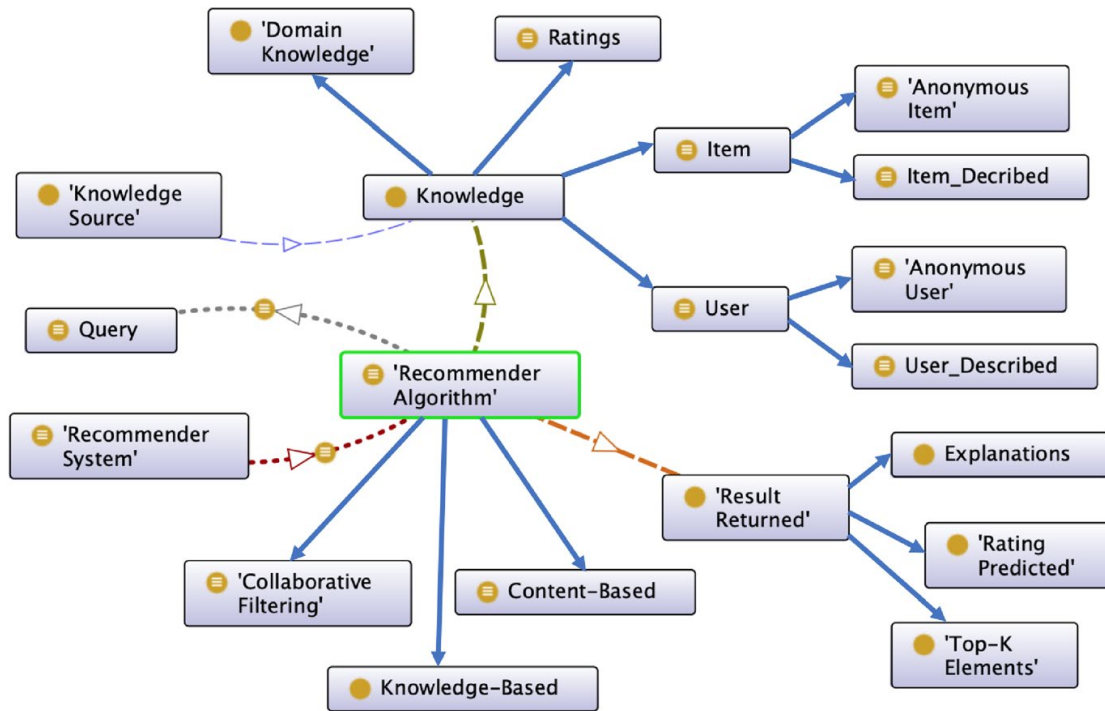 'Domain
Knowledge'
Ratings
'Anonymous
Item'
Item
Item_Decribed
'Knowledge
Source'
Knowledge
'Anonymous
User'
User
Query
User_Described
'Recommender
Algorithm'
'Recommender
System'
Explanations
'Result
Returned'
'Rating
Predicted'
'Collaborative
Filtering'
Content-Based
'Top-K
Elements'
Knowledge-Based